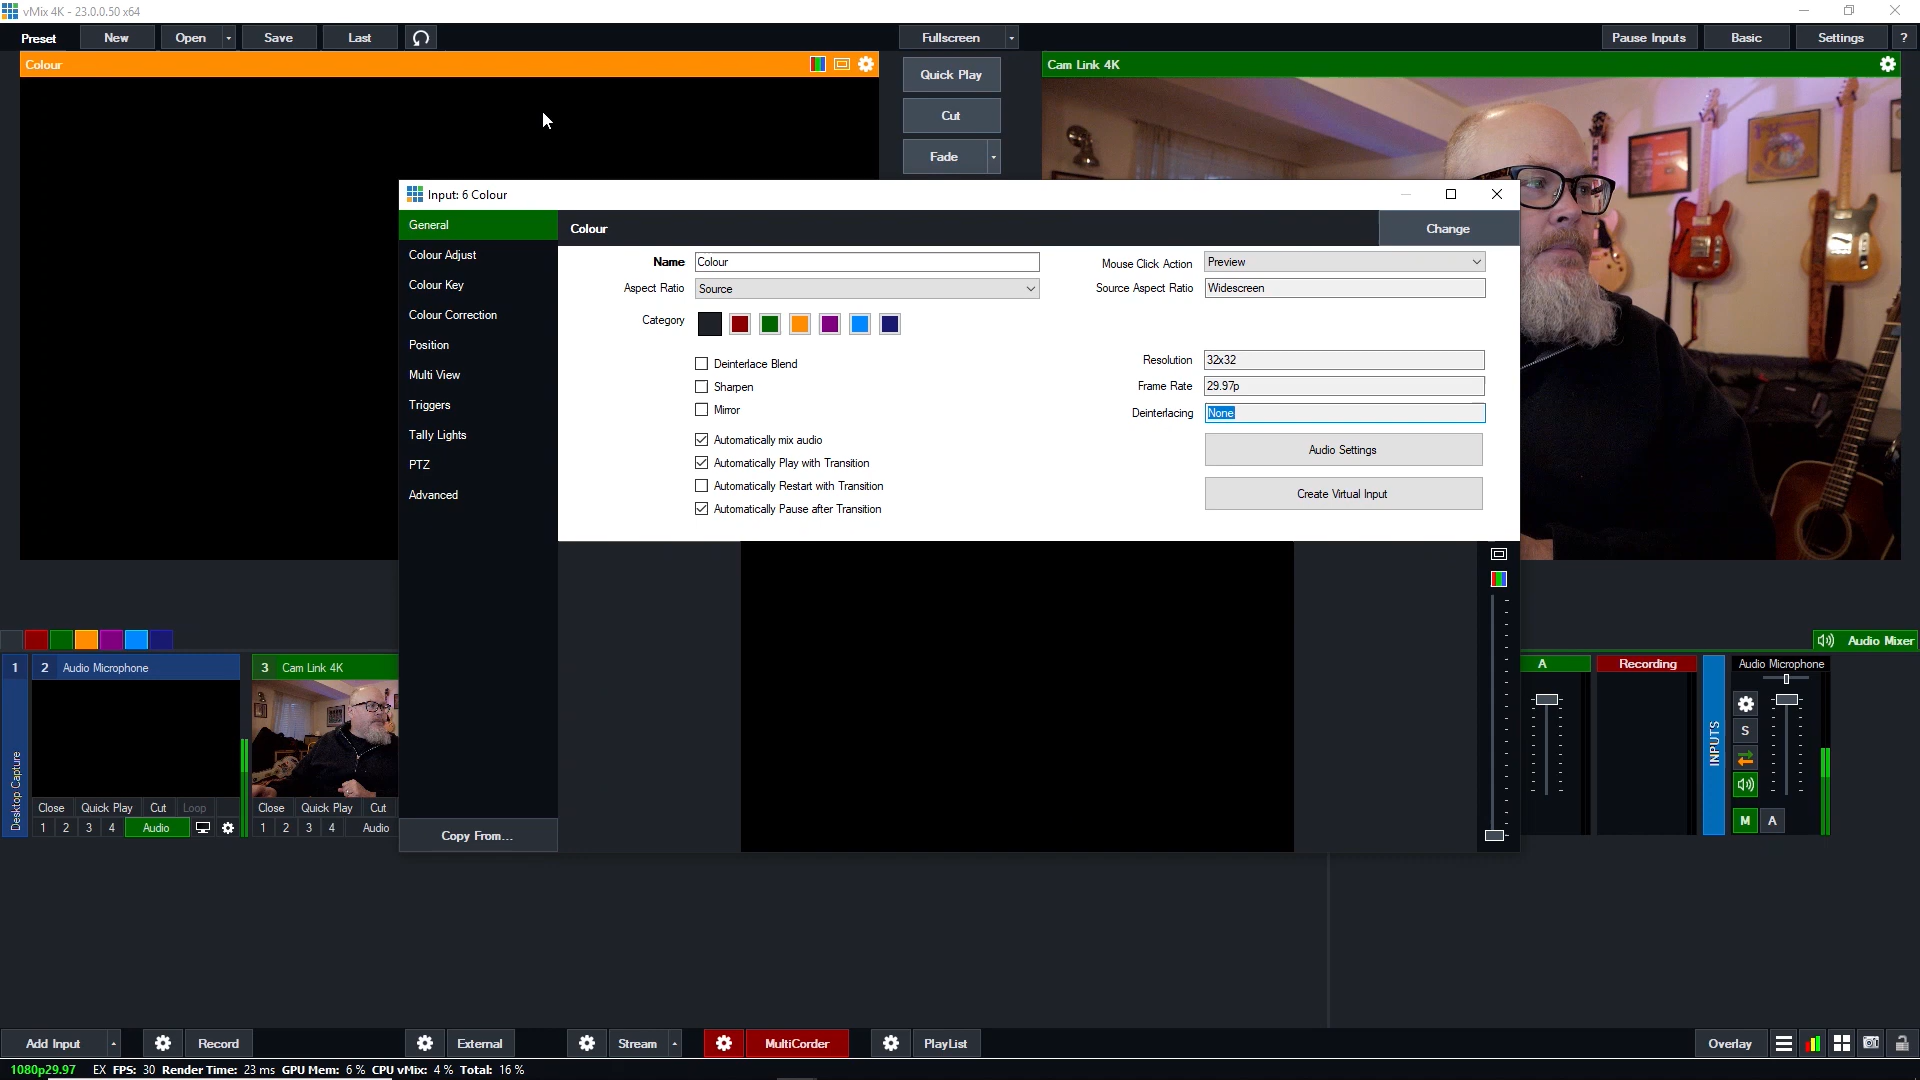 vMix 4K - 23.0.0.50 x64
Preset
New
Open
Save
Last
Fullscreen
Pause Inputs
Basic
Settings
?
Colour
Quick Play
Cut
Fade
Cam Link 4K
Input: 6 Colour
General
Colour Adjust
Colour Key
Colour Correction
Position
Multi View
Triggers
Tally Lights
PTZ
Advanced
Copy From...
Colour
Change
Name
Colour
Aspect Ratio
Source
Category
Deinterlace Blend
Sharpen
Mirror
Automatically mix audio
Automatically Play with Transition
Automatically Restart with Transition
Automatically Pause after Transition
Mouse Click Action
Preview
Source Aspect Ratio
Widescreen
Resolution
32x32
Frame Rate
29.97p
Deinterlacing
None
Audio Settings
Create Virtual Input
Audio Mixer
1
Desktop Capture
2 Audio Microphone
Close Quick Play Cut Loop
1 2 3 4 Audio
3 Cam Link 4K
Close Quick Play Cut
1 2 3 4 Audio
A
Recording
INPUTS
Audio Microphone
S
M A
Add Input
Record
External
Stream
MultiCorder
PlayList
Overlay
1080p29.97 EX FPS: 30 Render Time: 23 ms GPU Mem: 6 % CPU vMix: 4 % Total: 16 %